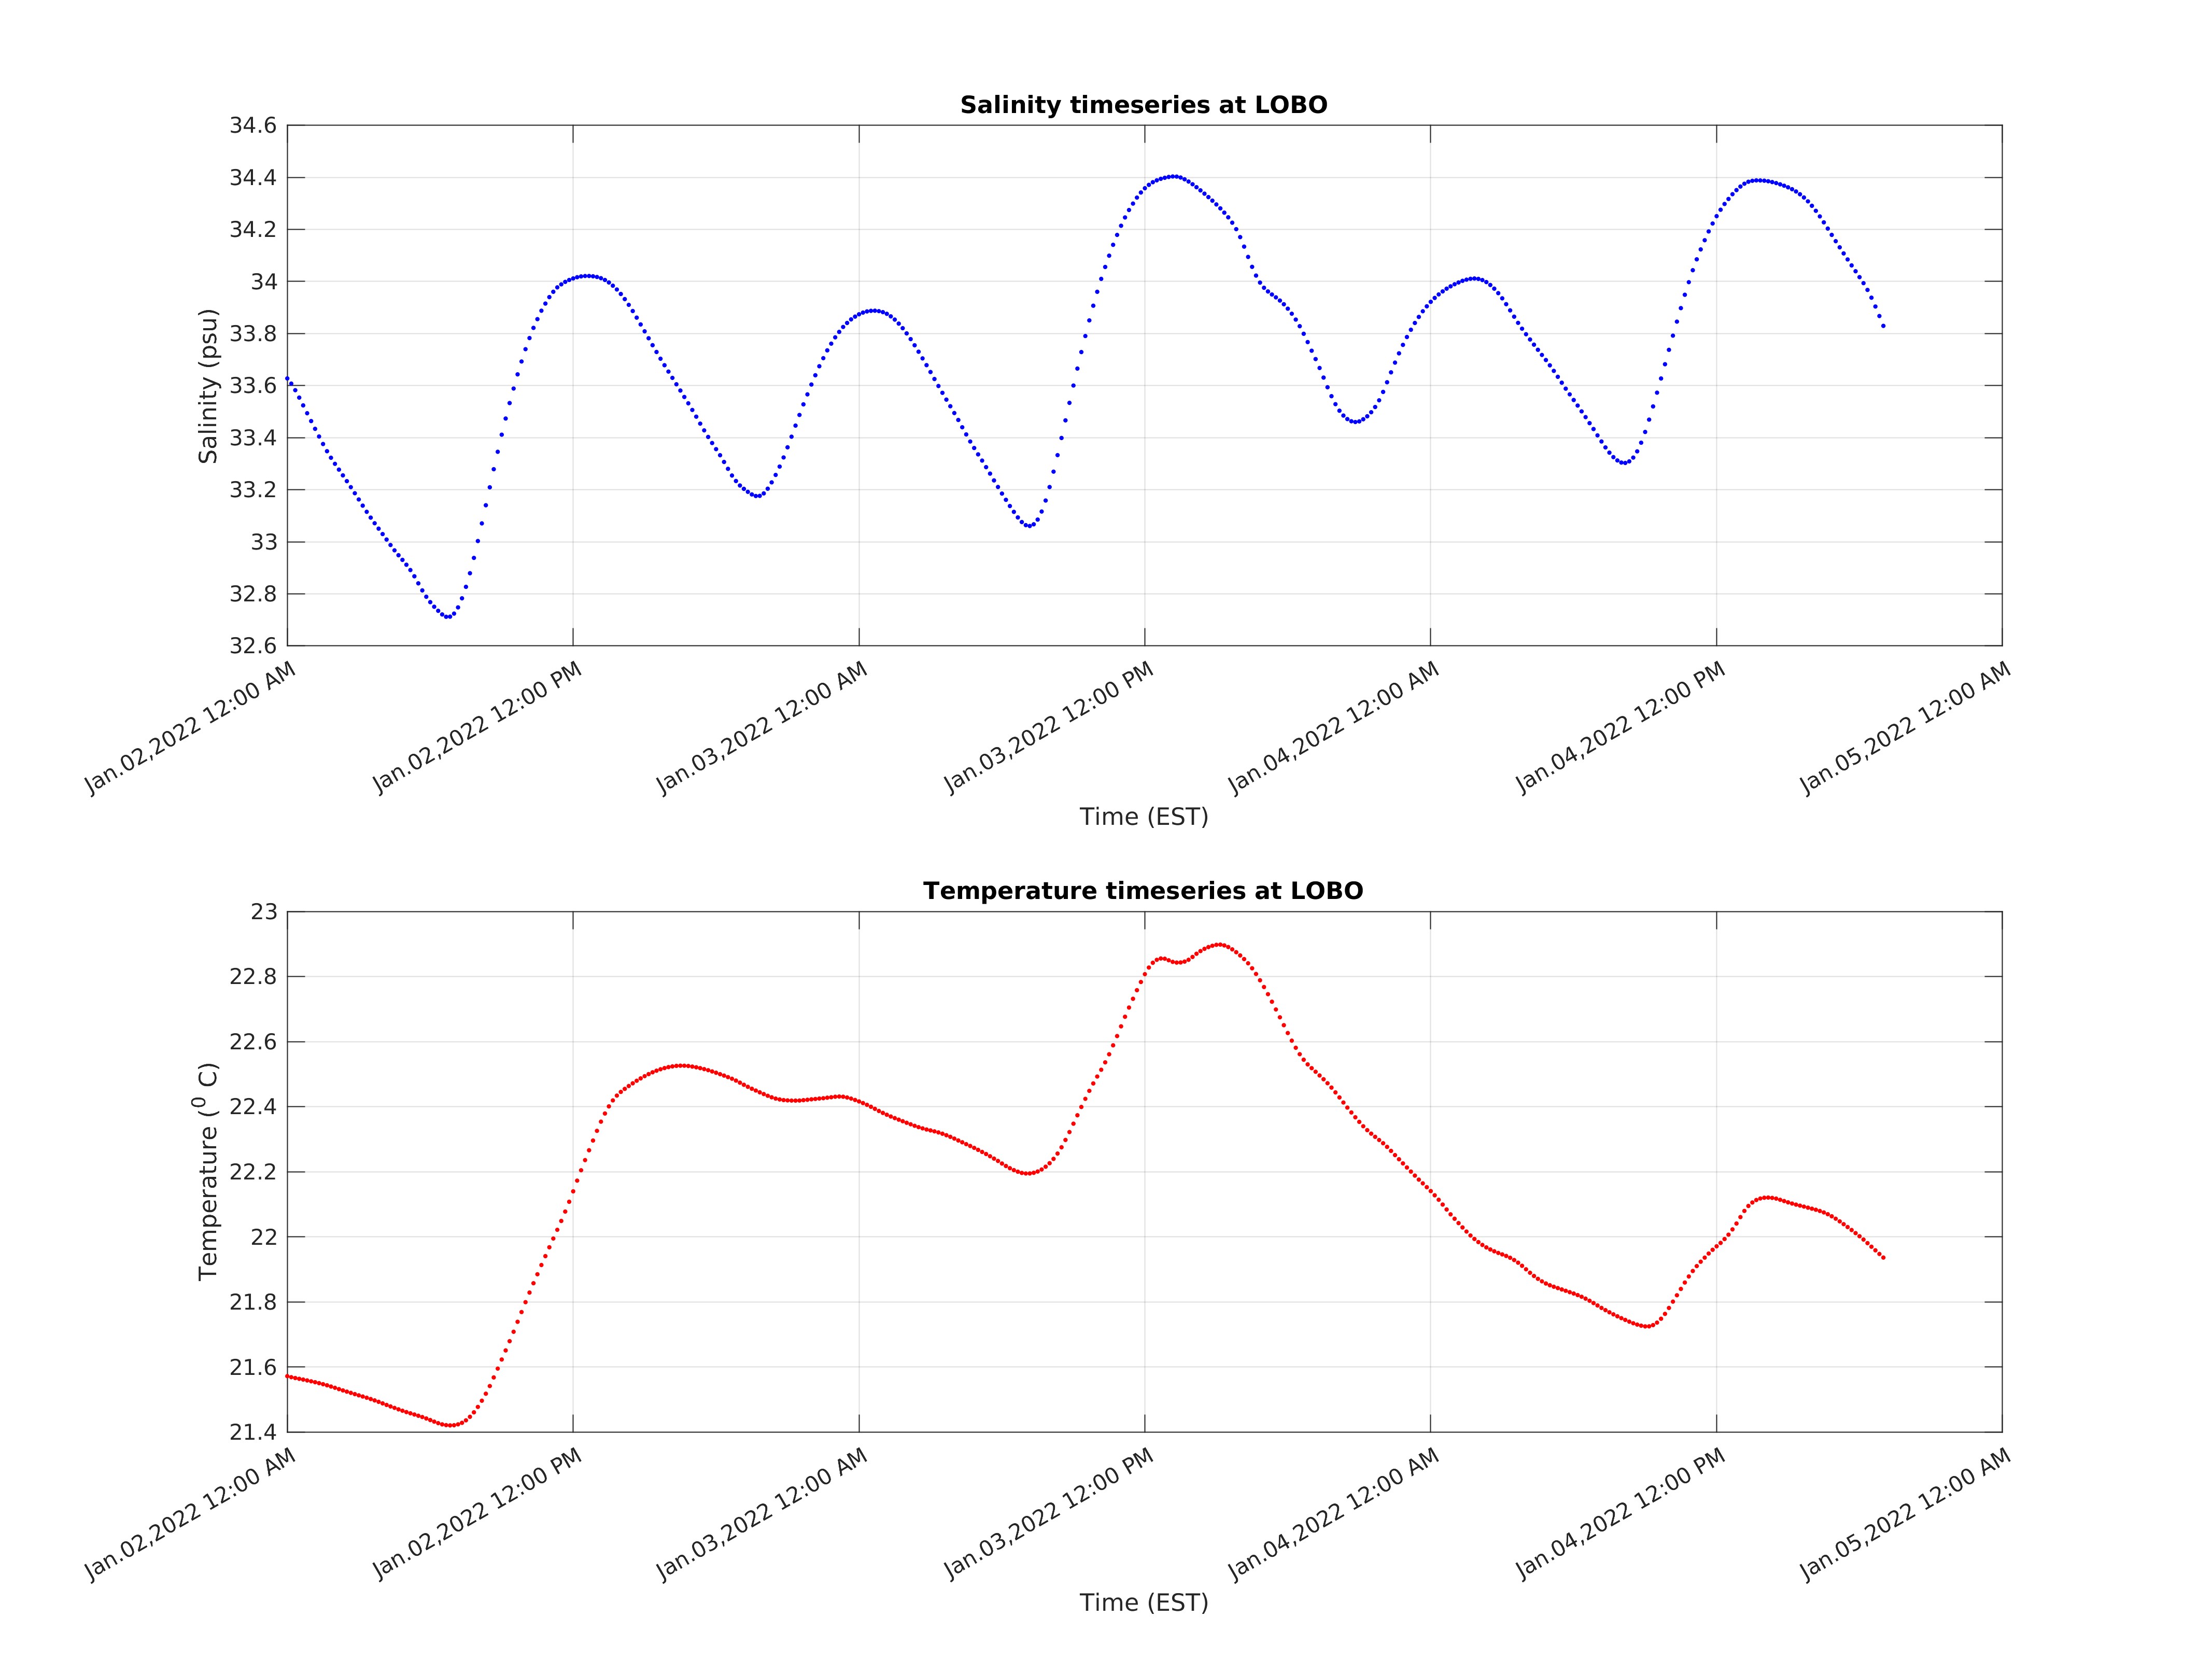 Salinity timeseries at LOBO
34.6
34.4
34.2
34
33.8
33.6
33.4
33.2
33
32.8
32.6
Salinity (psu)
Jan.02,2022 12:00 AM
Jan.02,2022 12:00 PM
Jan.03,2022 12:00 AM
Jan.03,2022 12:00 PM
Jan.04,2022 12:00 AM
Jan.04,2022 12:00 PM
Jan.05,2022 12:00 AM
Time (EST)
Temperature timeseries at LOBO
23
22.8
22.6
22.4
22.2
22
21.8
21.6
21.4
Temperature (⁰ C)
Jan.02,2022 12:00 AM
Jan.02,2022 12:00 PM
Jan.03,2022 12:00 AM
Jan.03,2022 12:00 PM
Jan.04,2022 12:00 AM
Jan.04,2022 12:00 PM
Jan.05,2022 12:00 AM
Time (EST)